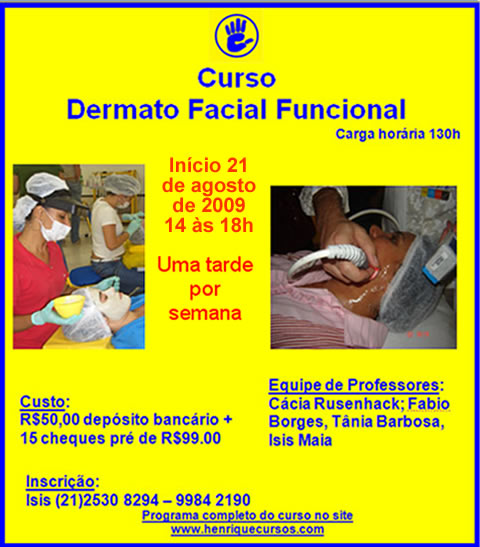 Curso
Dermato Facial Funcional
Carga horária 130h
Início 21
de agosto
de 2009
14 às 18h
Uma tarde
por
semana
Custo:
R$50,00 depósito bancário +
15 cheques pré de R$99.00
Equipe de Professores:
Cácia Rusenhack; Fabio
Borges, Tânia Barbosa,
Isis Maia
Inscrição:
Isis (21)2530 8294 – 9984 2190
Programa completo do curso no site
www.henriquecursos.com